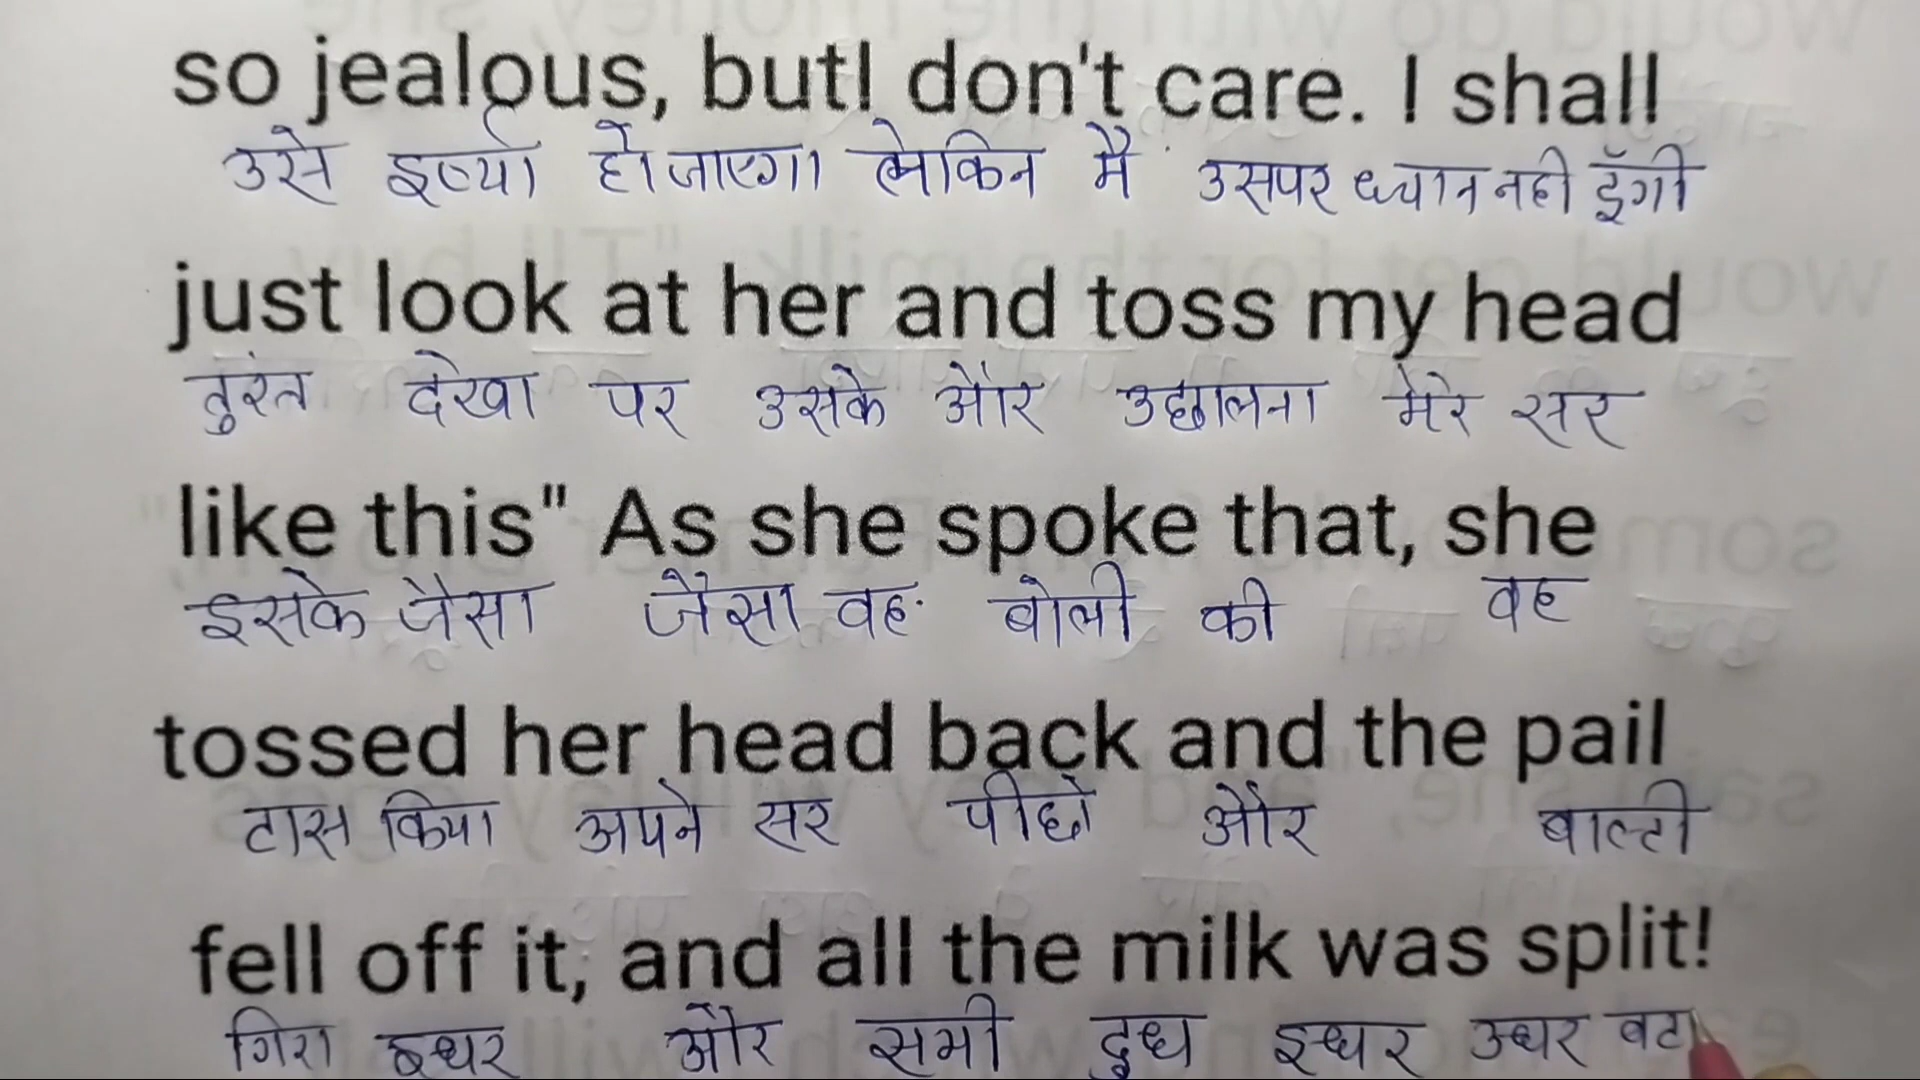 so jealous, butI don't care. I shall
उसे इर्ष्या हो जाएगा लेकिन मै उसपर ध्यान नही दूँगी
just look at her and toss my head
तुरंत देखा पर उसके और उछालना मेरे सर
like this" As she spoke that, she
इसके जैसा जैसा वह बोली की वह
tossed her head back and the pail
टास किया अपने सर पीछे और बाल्टी
fell off it, and all the milk was split!
गिरा इधर और सभी दुध इधर उधर